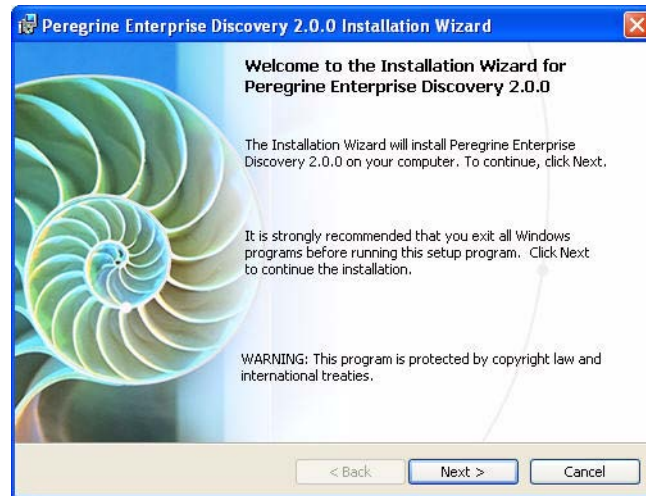 Peregrine Enterprise Discovery 2.0.0 Installation Wizard
Welcome to the Installation Wizard for
Peregrine Enterprise Discovery 2.0.0
The Installation Wizard will install Peregrine Enterprise
Discovery 2.0.0 on your computer. To continue, click Next.
It is strongly recommended that you exit all Windows
programs before running this setup program. Click Next
to continue the installation.
WARNING: This program is protected by copyright law and
international treaties.
< Back Next > Cancel